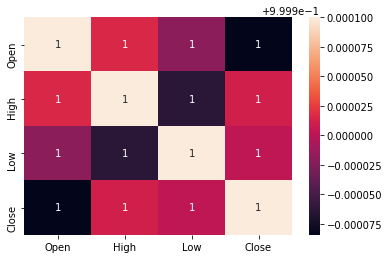 +9.999e-1
0.000100
Open 1 1 1 1
0.000075
0.000050
High 1 1 1 1
0.000025
0.000000
Low 1 1 1 1
−0.000025
−0.000050
Close 1 1 1 1
−0.000075
Open High Low Close